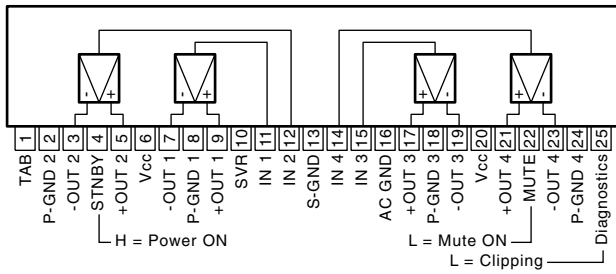 - + - + + - + -
1 2 3 4 5 6 7 8 9 10 11 12 13 14 15 16 17 18 19 20 21 22 23 25
TAB
P-GND 2
-OUT 2
STNBY
+OUT 2
Vcc
-OUT 1
P-GND 1
+OUT 1
SVR
IN 1
IN 2
S-GND
IN 4
IN 3
AC GND
+OUT 3
P-GND 3
-OUT 3
Vcc
+OUT 4
MUTE
-OUT 4
P-GND 4
Diagnostics
H = Power ON
L = Mute ON
L = Clipping